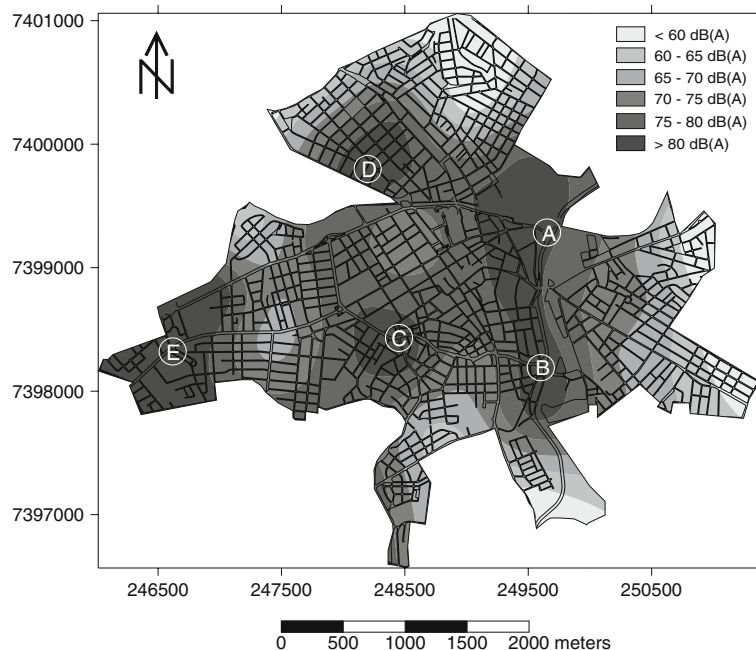 7401000
7400000
7399000
7398000
7397000
N
< 60 dB(A)
60 - 65 dB(A)
65 - 70 dB(A)
70 - 75 dB(A)
75 - 80 dB(A)
> 80 dB(A)
D
A
C
E
B
246500 247500 248500 249500 250500
0 500 1000 1500 2000 meters